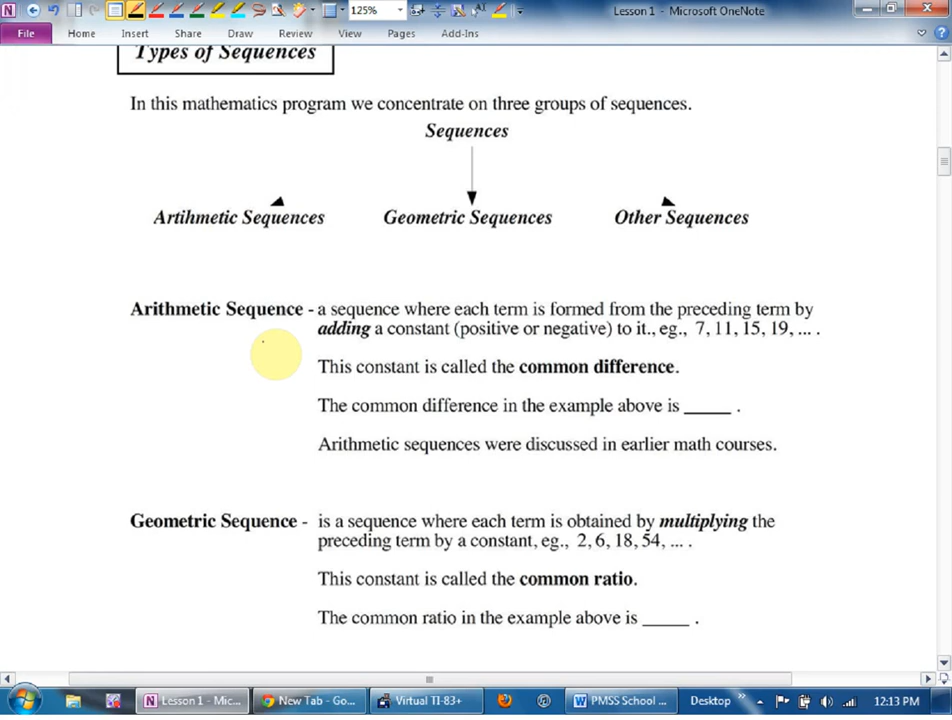 125%
Lesson 1 - Microsoft OneNote
File Home Insert Share Draw Review View Pages Add-Ins
Types of Sequences
In this mathematics program we concentrate on three groups of sequences.
Sequences
Artihmetic Sequences Geometric Sequences Other Sequences
Arithmetic Sequence - a sequence where each term is formed from the preceding term by
adding a constant (positive or negative) to it., eg., 7, 11, 15, 19, ... .
This constant is called the common difference.
The common difference in the example above is _____ .
Arithmetic sequences were discussed in earlier math courses.
Geometric Sequence - is a sequence where each term is obtained by multiplying the
preceding term by a constant, eg., 2, 6, 18, 54, ... .
This constant is called the common ratio.
The common ratio in the example above is _____ .
Lesson 1 - Mic... New Tab - Go... Virtual TI-83+ PMSS School ... Desktop 12:13 PM